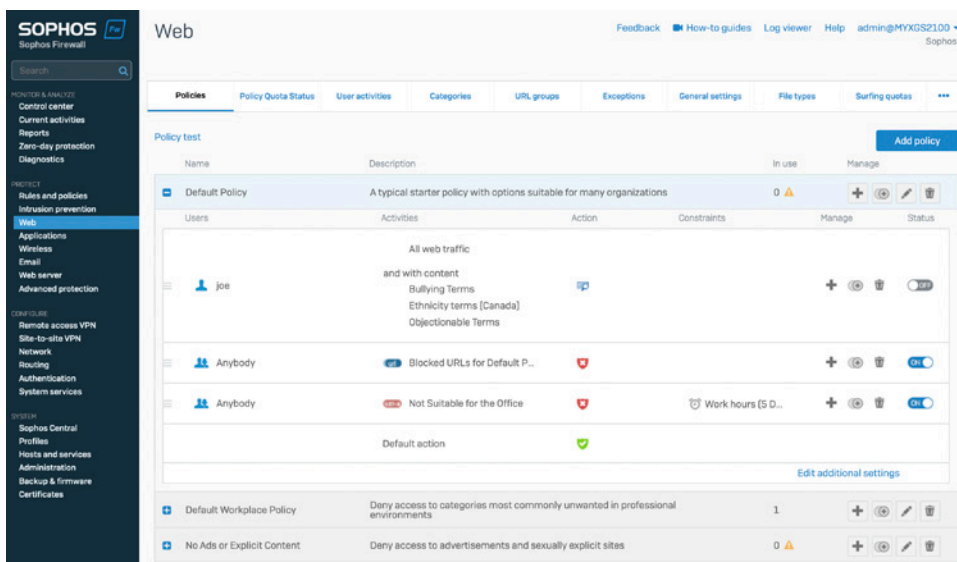 SOPHOS Fw
Sophos Firewall
Search
MONITOR & ANALYZE
Control center
Current activities
Reports
Zero-day protection
Diagnostics
PROTECT
Rules and policies
Intrusion prevention
Web
Applications
Wireless
Email
Web server
Advanced protection
CONFIGURE
Remote access VPN
Site-to-site VPN
Network
Routing
Authentication
System services
SYSTEM
Sophos Central
Profiles
Hosts and services
Administration
Backup & firmware
Certificates
Web
Feedback How-to guides Log viewer Help admin@MYXGS2100
Sophos
Policies Policy Quota Status User activities Categories URL groups Exceptions General settings File types Surfing quotas •••
Policy test
Add policy
Name Description In use Manage
Default Policy A typical starter policy with options suitable for many organizations 0
Users Activities Action Constraints Manage Status
All web traffic
and with content
joe Bullying Terms OFF
Ethnicity terms (Canada)
Objectionable Terms
Anybody Blocked URLs for Default P... ON
Anybody Not Suitable for the Office Work hours (5 D... ON
Default action
Edit additional settings
Default Workplace Policy Deny access to categories most commonly unwanted in professional
environments 1
No Ads or Explicit Content Deny access to advertisements and sexually explicit sites 0